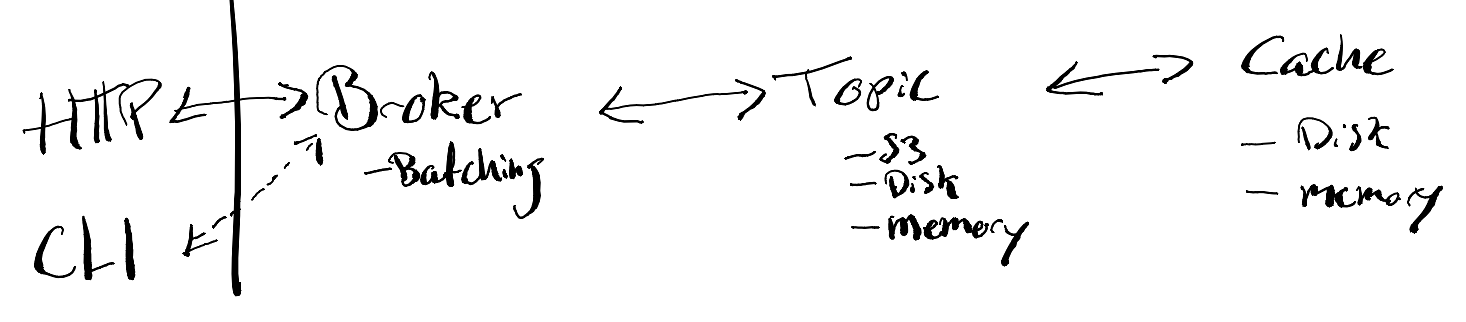 HTTP
CLI
Broker
- Batching
Topic
- S3
- Disk
- Memory
Cache
- Disk
- memory